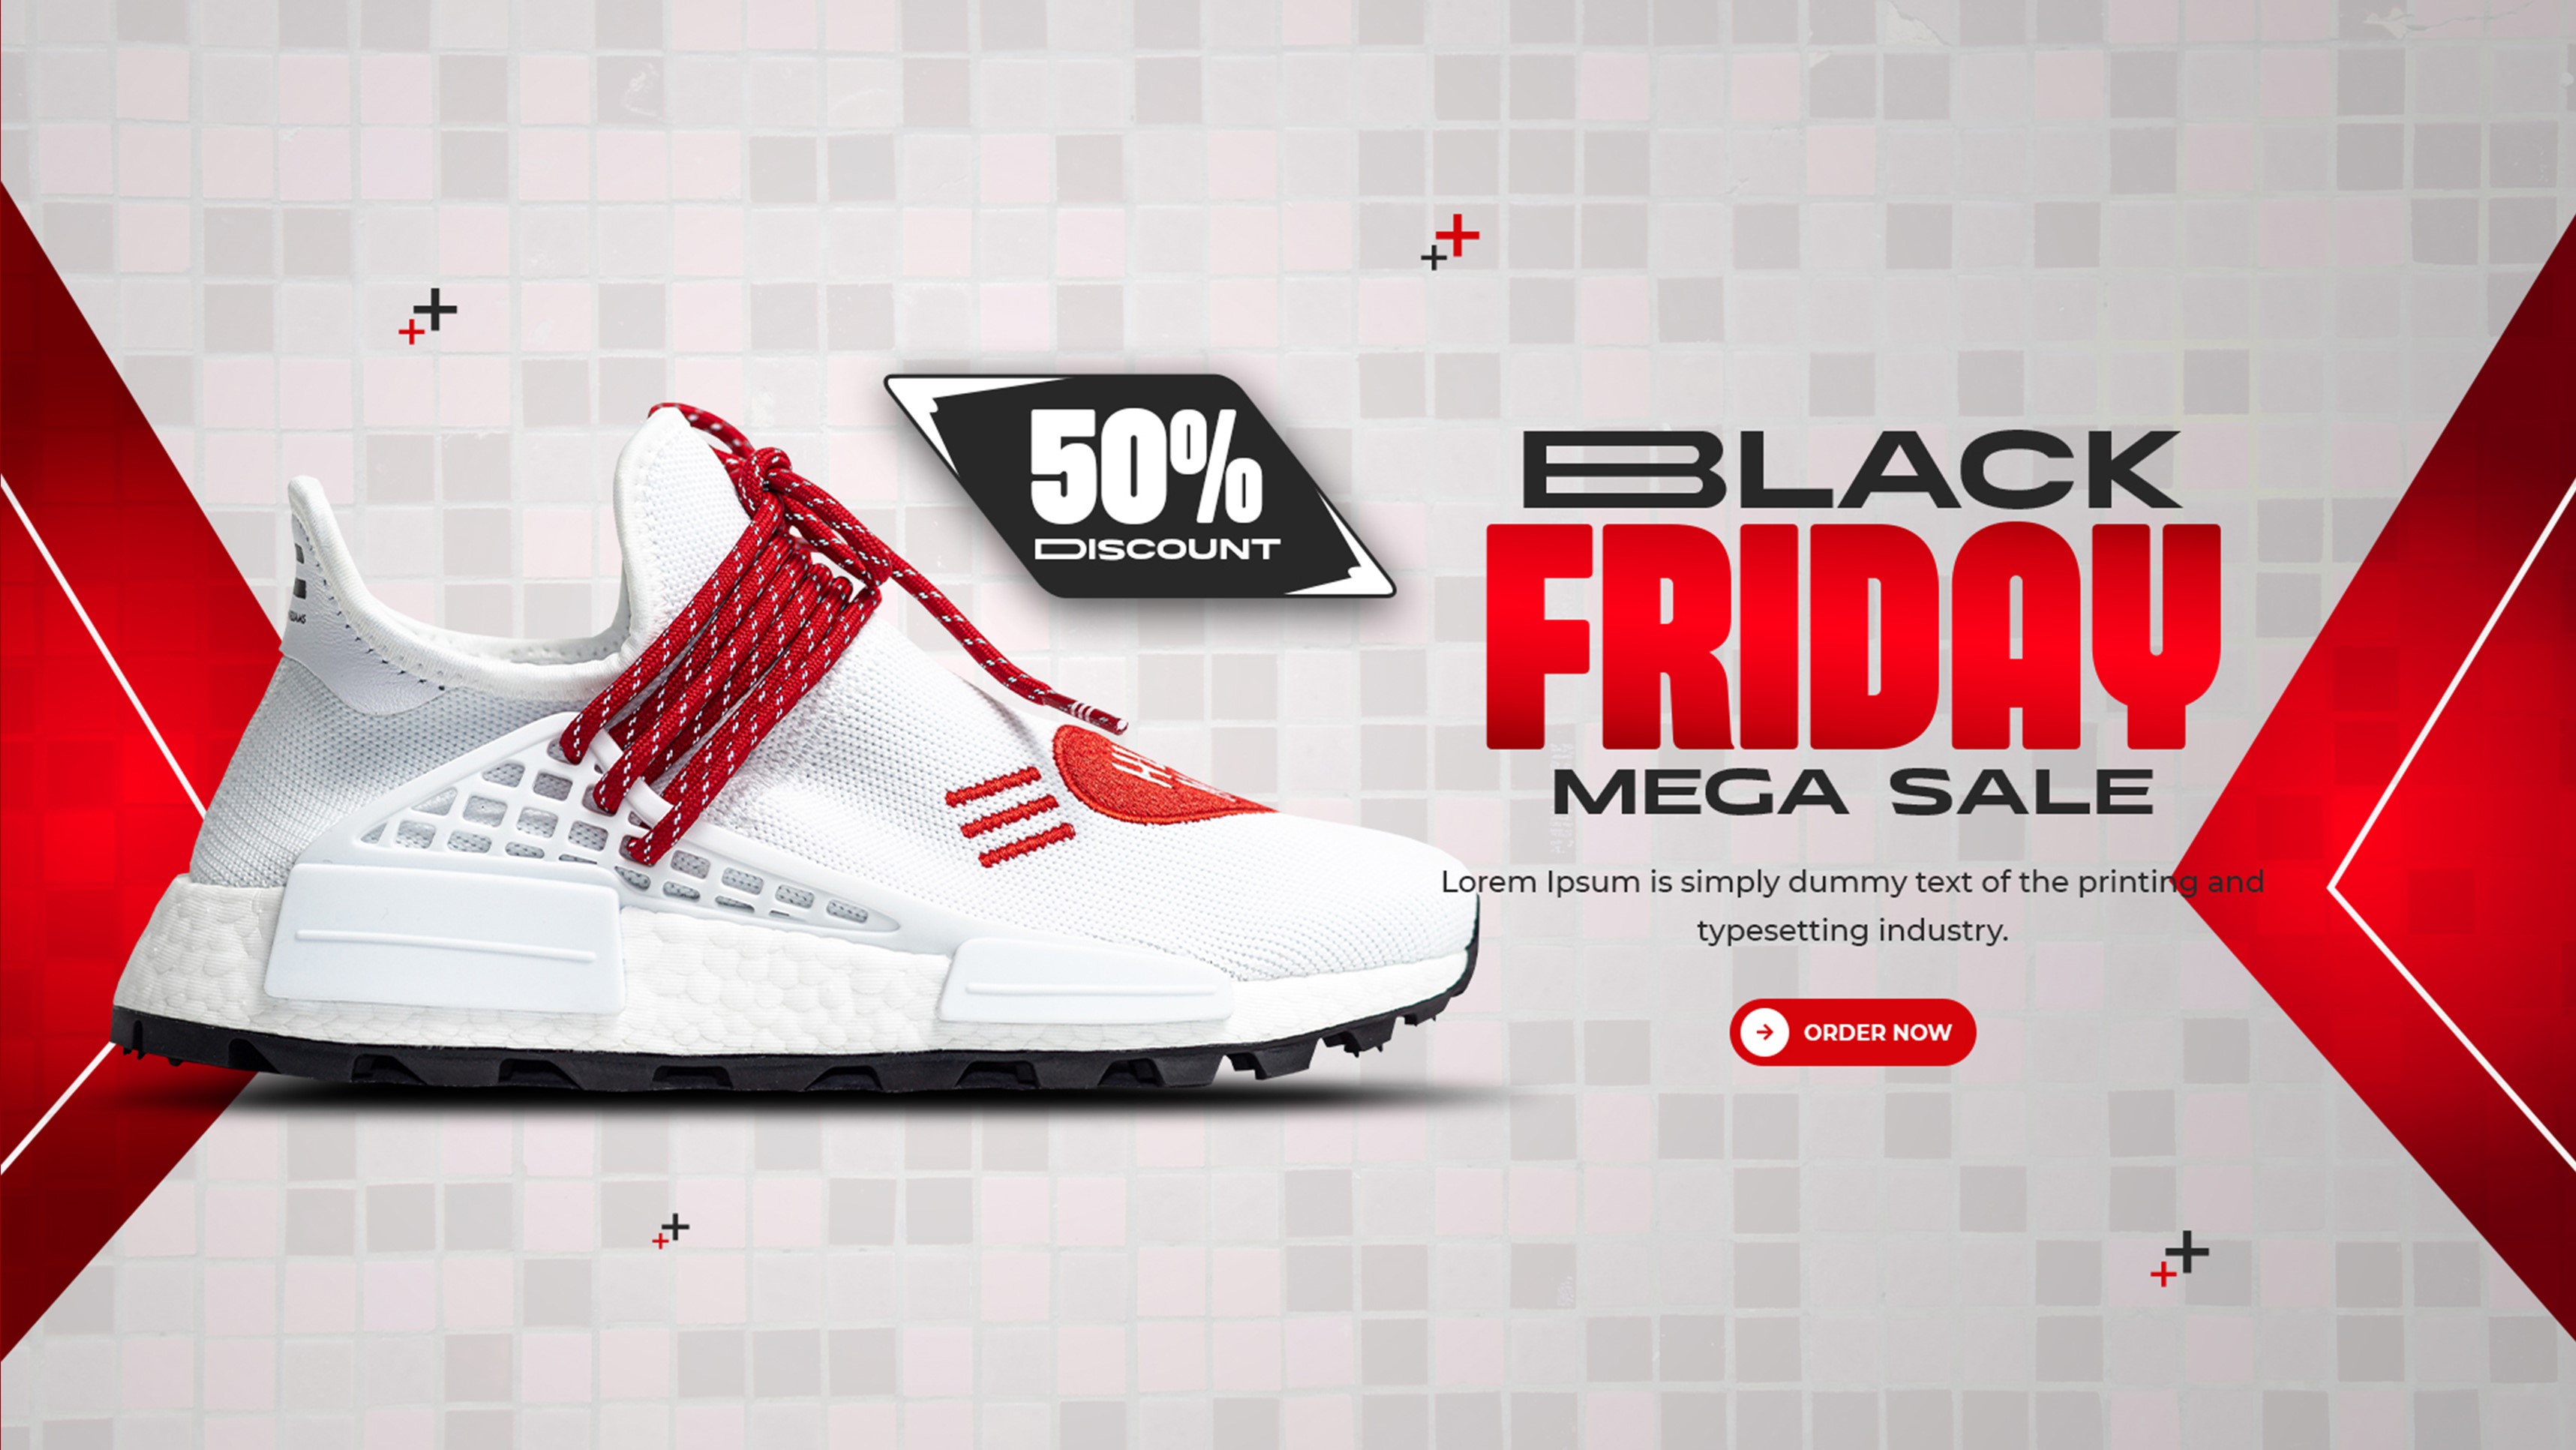 50%
DISCOUNT
BLACK
FRIDAY
MEGA SALE
Lorem Ipsum is simply dummy text of the printing and
typesetting industry.
ORDER NOW